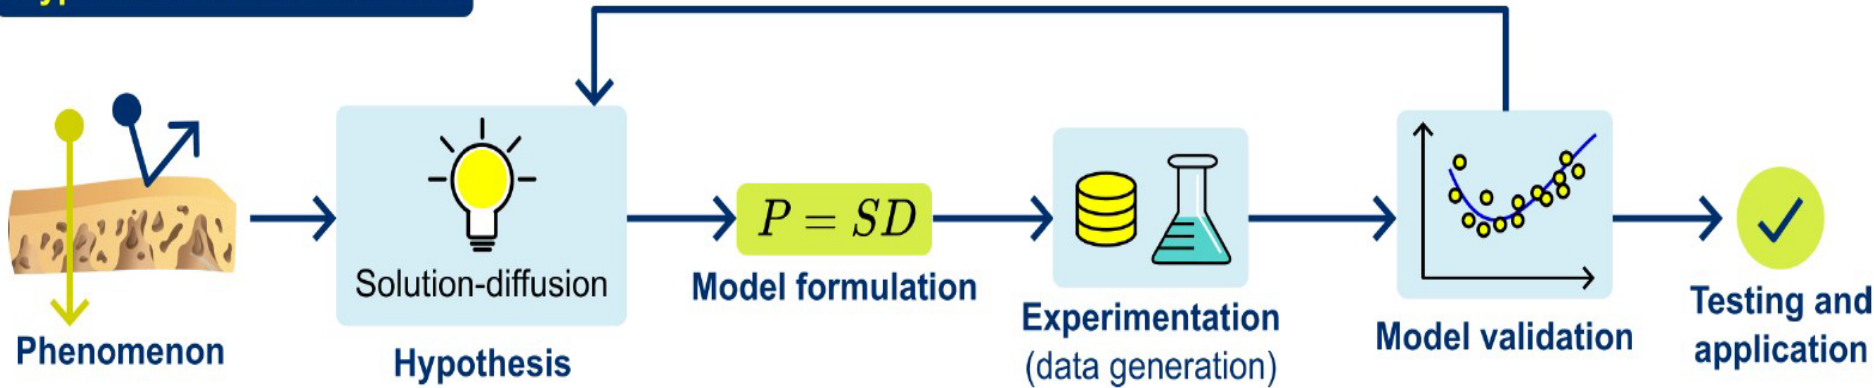 Phenomenon
Solution-diffusion
Hypothesis
P = SD
Model formulation
Experimentation
(data generation)
Model validation
Testing and
application